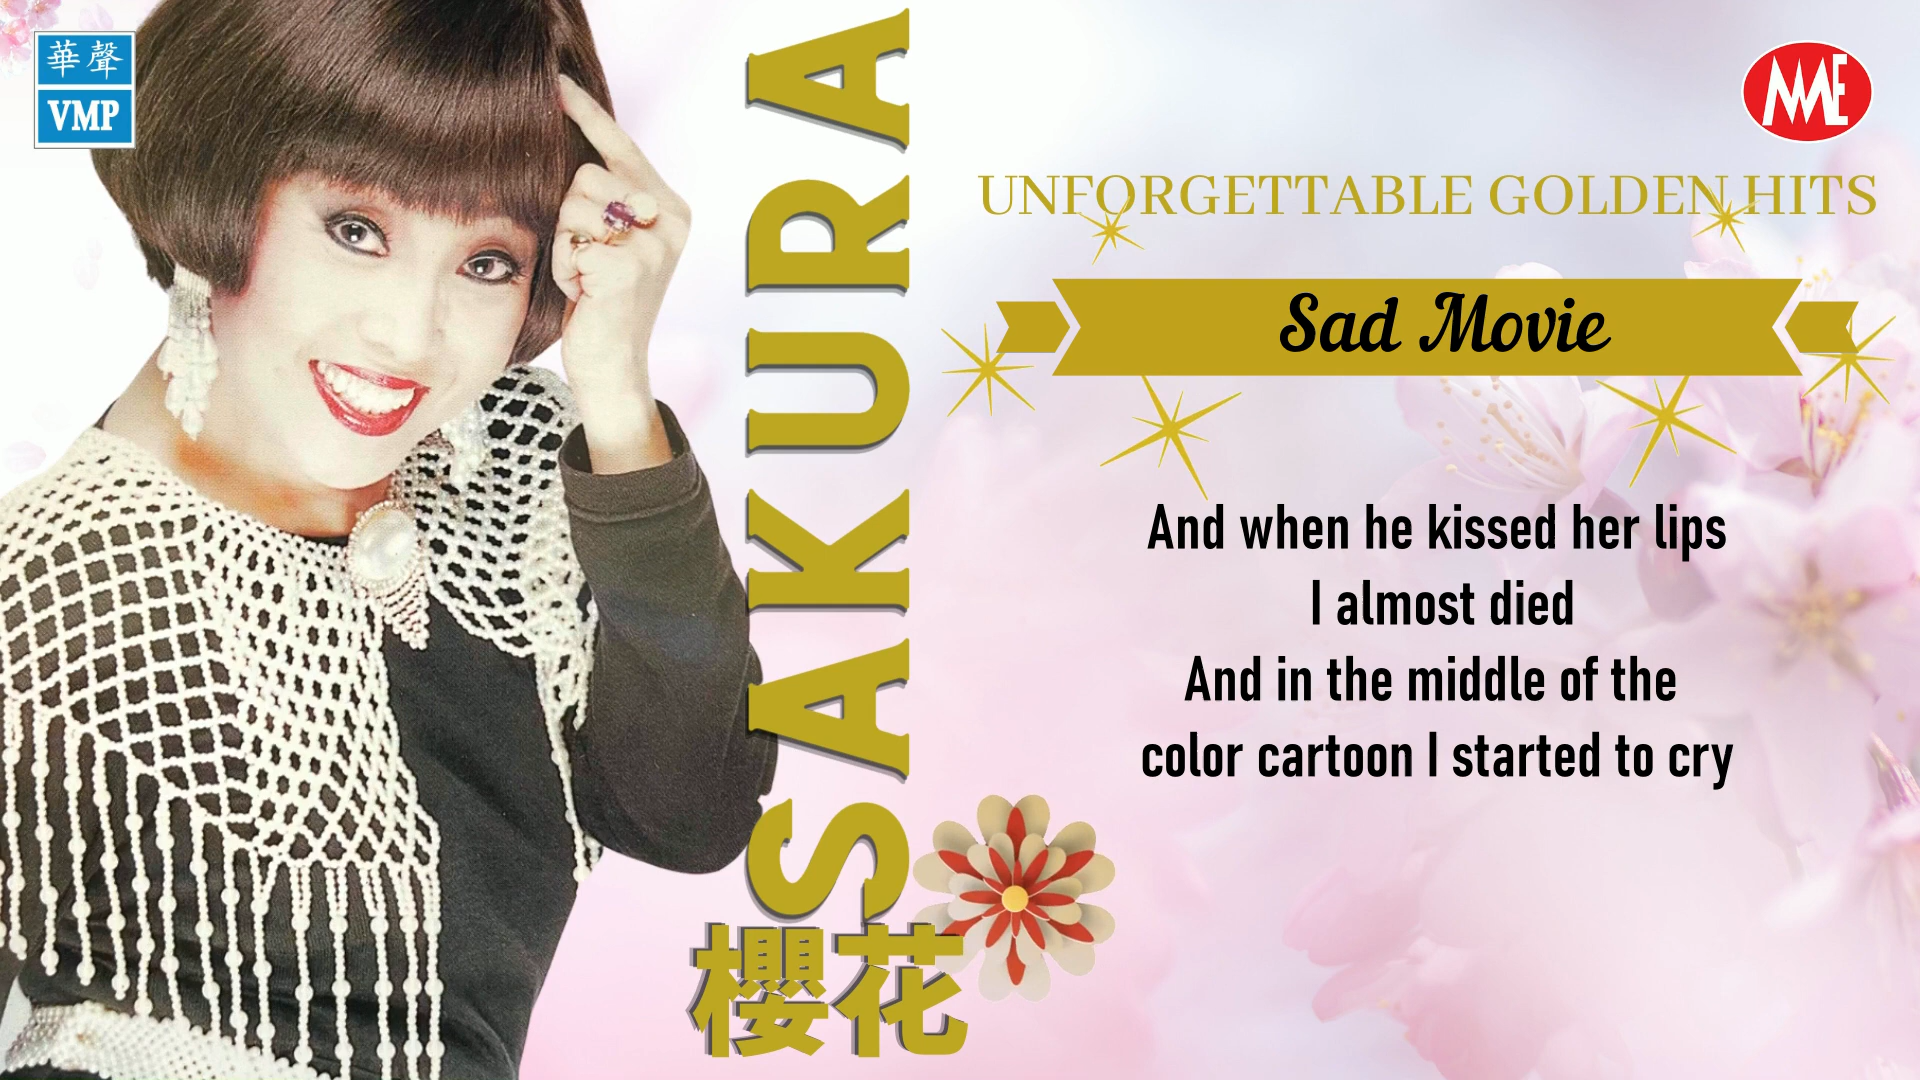 華聲
VMP
SAKURA
櫻花
MME
UNFORGETTABLE GOLDEN HITS
Sad Movie
And when he kissed her lips
I almost died
And in the middle of the
color cartoon I started to cry